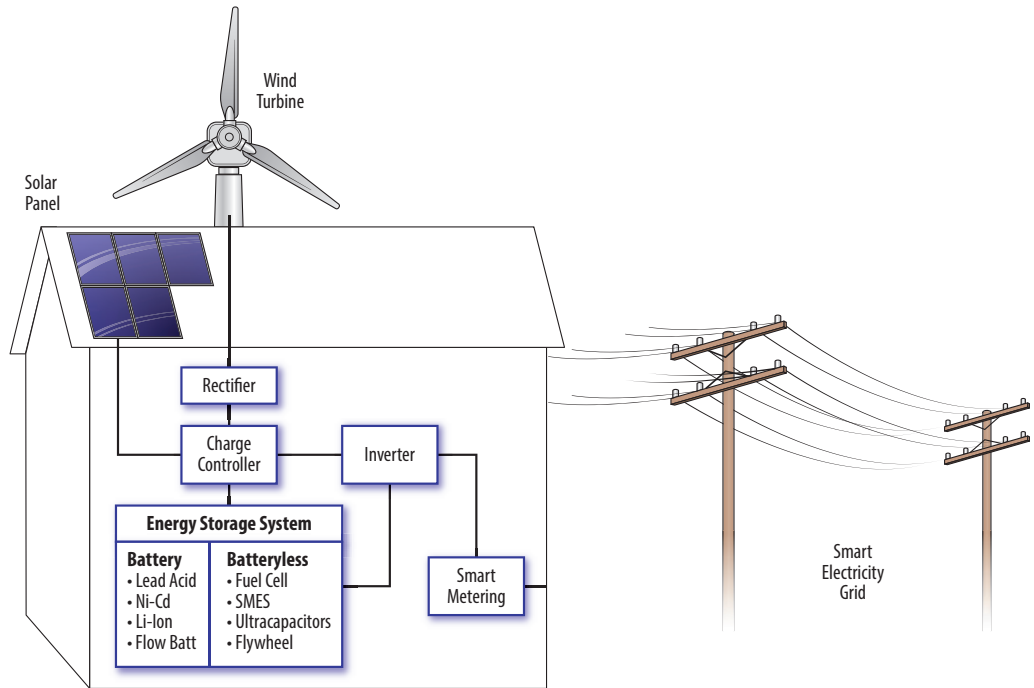 Wind
Turbine
Solar
Panel
Rectifier
Charge
Controller
Inverter
Energy Storage System
Battery
• Lead Acid
• Ni-Cd
• Li-Ion
• Flow Batt
Batteryless
• Fuel Cell
• SMES
• Ultracapacitors
• Flywheel
Smart
Metering
Smart
Electricity
Grid